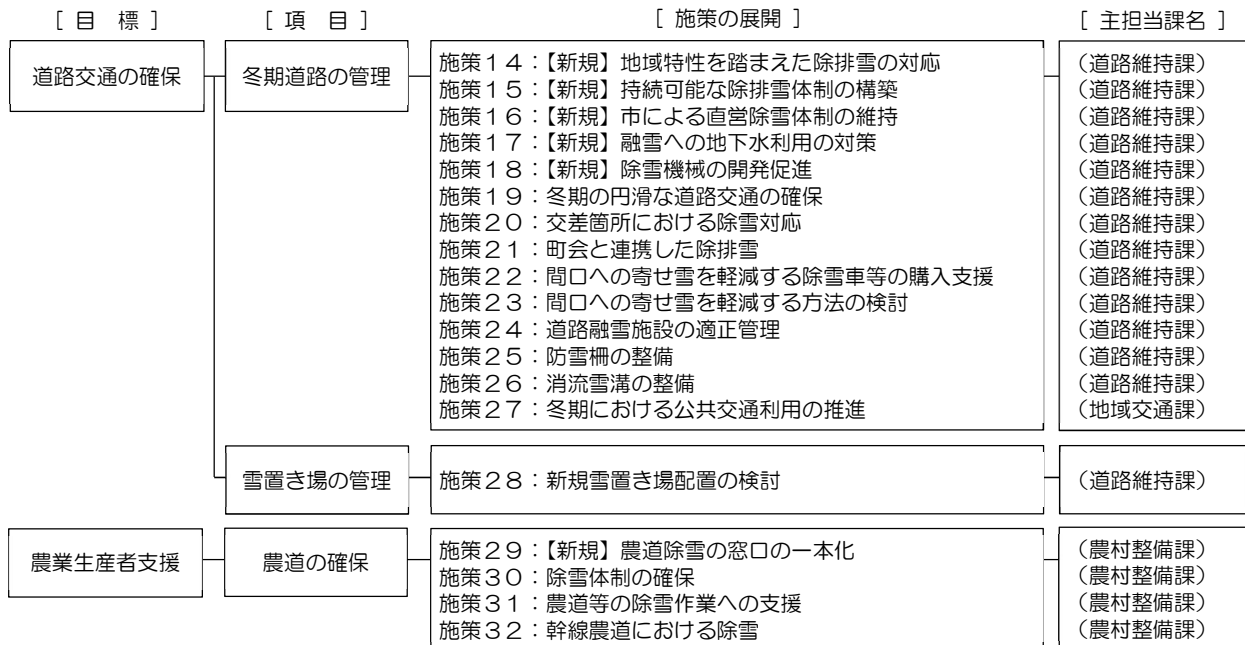 [ 目　標 ]　[ 項　目 ]　[ 施策の展開 ]　[ 主担当課名 ]
道路交通の確保　冬期道路の管理　施策１４：【新規】地域特性を踏まえた除排雪の対応　（道路維持課）
施策１５：【新規】持続可能な除排雪体制の構築　（道路維持課）
施策１６：【新規】市による直営除雪体制の維持　（道路維持課）
施策１７：【新規】融雪への地下水利用の対策　（道路維持課）
施策１８：【新規】除雪機械の開発促進　（道路維持課）
施策１９：冬期の円滑な道路交通の確保　（道路維持課）
施策２０：交差箇所における除雪対応　（道路維持課）
施策２１：町会と連携した除排雪　（道路維持課）
施策２２：間口への寄せ雪を軽減する除雪車等の購入支援　（道路維持課）
施策２３：間口への寄せ雪を軽減する方法の検討　（道路維持課）
施策２４：道路融雪施設の適正管理　（道路維持課）
施策２５：防雪柵の整備　（道路維持課）
施策２６：消流雪溝の整備　（道路維持課）
施策２７：冬期における公共交通利用の推進　（地域交通課）
雪置き場の管理　施策２８：新規雪置き場配置の検討　（道路維持課）
農業生産者支援　農道の確保　施策２９：【新規】農道除雪の窓口の一本化　（農村整備課）
施策３０：除雪体制の確保　（農村整備課）
施策３１：農道等の除雪作業への支援　（農村整備課）
施策３２：幹線農道における除雪　（農村整備課）